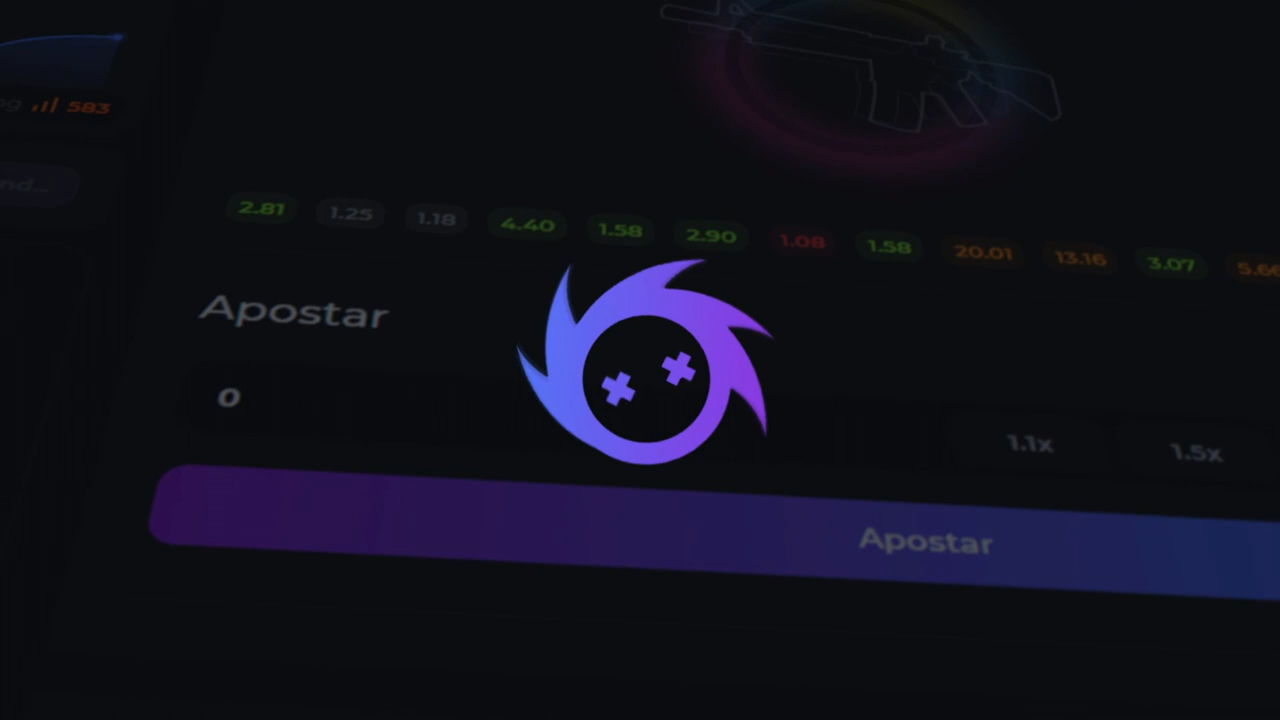 583
2.81 1.25 1.18 4.40 1.58 2.90 1.08 1.58 20.01 13.16 3.07
Apostar
0
1.1x 1.5x
Apostar